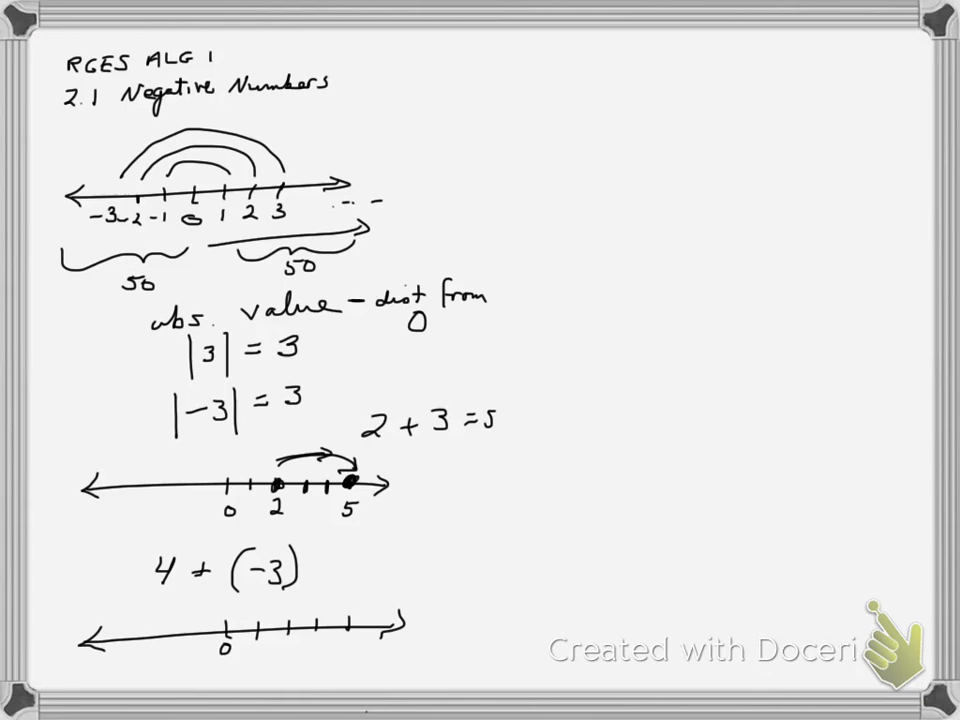 RGES ALG 1
2.1 Negative Numbers
-3 -2 -1 0 1 2 3 ...
50 50
abs. value - dist from
0
|3| = 3
|-3| = 3
2 + 3 = 5
0 2 5
4 + (-3)
0
Created with Doceri